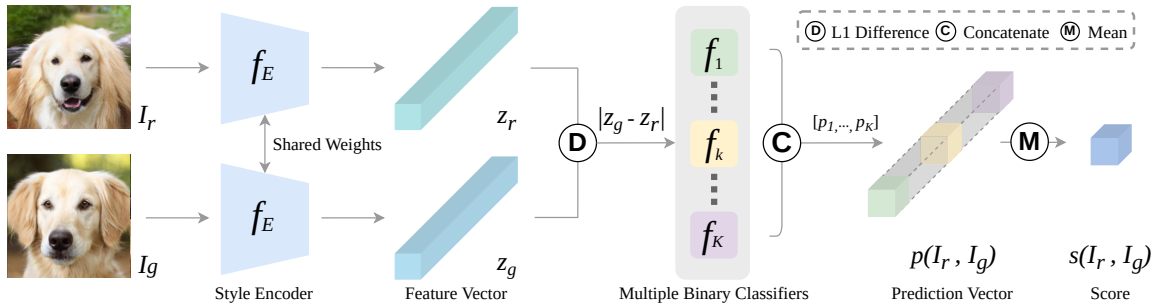 D L1 Difference C Concatenate M Mean
I_r
f_E
z_r
Shared Weights
D
|z_g - z_r|
f_1
f_k
f_K
C
[p_1,...,p_K]
M
I_g
f_E
z_g
p(I_r , I_g)
s(I_r , I_g)
Style Encoder
Feature Vector
Multiple Binary Classifiers
Prediction Vector
Score